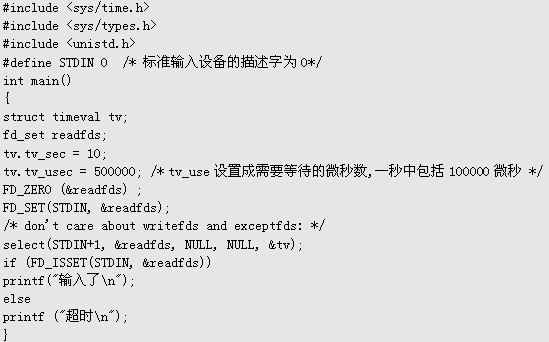 #include <sys/time.h>
#include <sys/types.h>
#include <unistd.h>
#define STDIN 0  /* 标准输入设备的描述字为0*/
int main()
{
struct timeval tv;
fd_set readfds;
tv.tv_sec = 10;
tv.tv_usec = 500000; /* tv_use 设置成需要等待的微秒数,一秒中包括 100000 微秒 */
FD_ZERO (&readfds) ;
FD_SET(STDIN, &readfds);
/* don't care about writefds and exceptfds: */
select(STDIN+1, &readfds, NULL, NULL, &tv);
if (FD_ISSET(STDIN, &readfds))
printf("输入了\n");
else
printf ("超时\n");
}